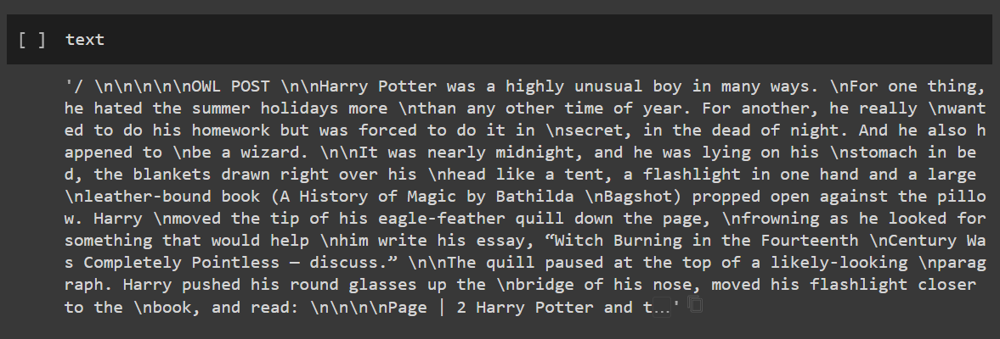 [ ] text
'/ \n\n\n\n\nOWL POST \n\nHarry Potter was a highly unusual boy in many ways. \nFor one thing,
he hated the summer holidays more \nthan any other time of year. For another, he really \nwant
ed to do his homework but was forced to do it in \nsecret, in the dead of night. And he also h
appened to \nbe a wizard. \n\nIt was nearly midnight, and he was lying on his \nstomach in be
d, the blankets drawn right over his \nhead like a tent, a flashlight in one hand and a large
\nleather-bound book (A History of Magic by Bathilda \nBagshot) propped open against the pillo
w. Harry \nmoved the tip of his eagle-feather quill down the page, \nfrowning as he looked for
something that would help \nhim write his essay, “Witch Burning in the Fourteenth \nCentury Wa
s Completely Pointless — discuss.” \n\nThe quill paused at the top of a likely-looking \nparag
raph. Harry pushed his round glasses up the \nbridge of his nose, moved his flashlight closer
to the \nbook, and read: \n\n\n\n\nPage | 2 Harry Potter and t…'